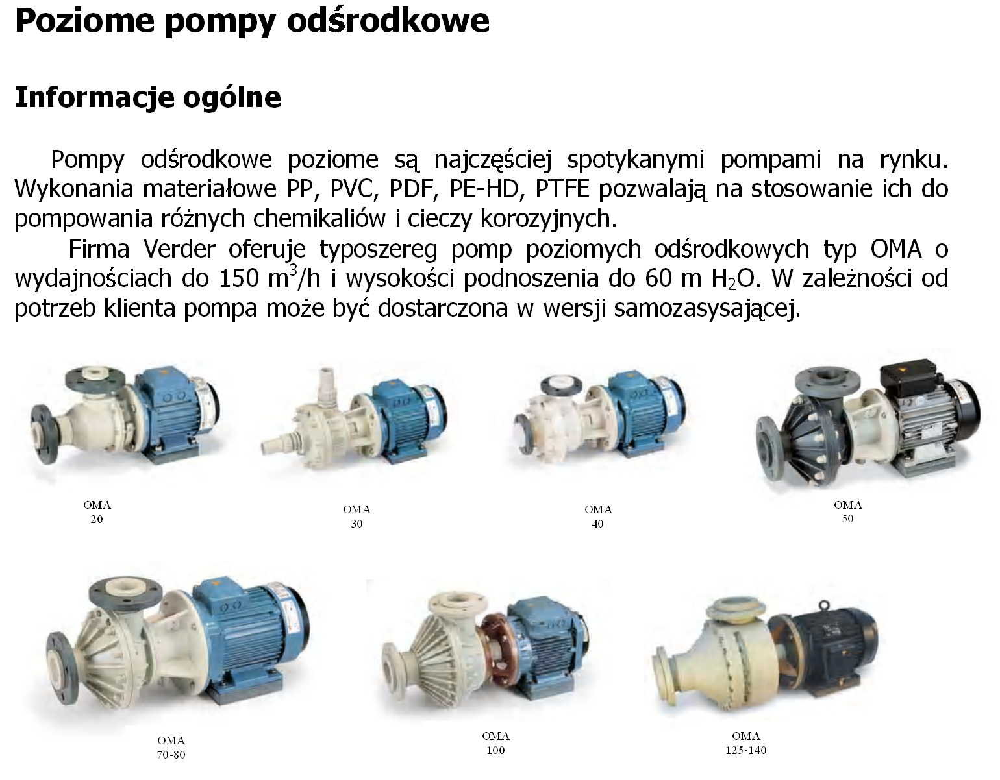 Poziome pompy odśrodkowe
Informacje ogólne
Pompy odśrodkowe poziome są najczęściej spotykanymi pompami na rynku.
Wykonania materiałowe PP, PVC, PDF, PE-HD, PTFE pozwalają na stosowanie ich do
pompowania różnych chemikaliów i cieczy korozyjnych.
Firma Verder oferuje typoszereg pomp poziomych odśrodkowych typ OMA o
wydajnościach do 150 m³/h i wysokości podnoszenia do 60 m H₂O. W zależności od
potrzeb klienta pompa może być dostarczona w wersji samozasysającej.
OMA
20
OMA
30
OMA
40
OMA
50
OMA
70-80
OMA
100
OMA
125-140